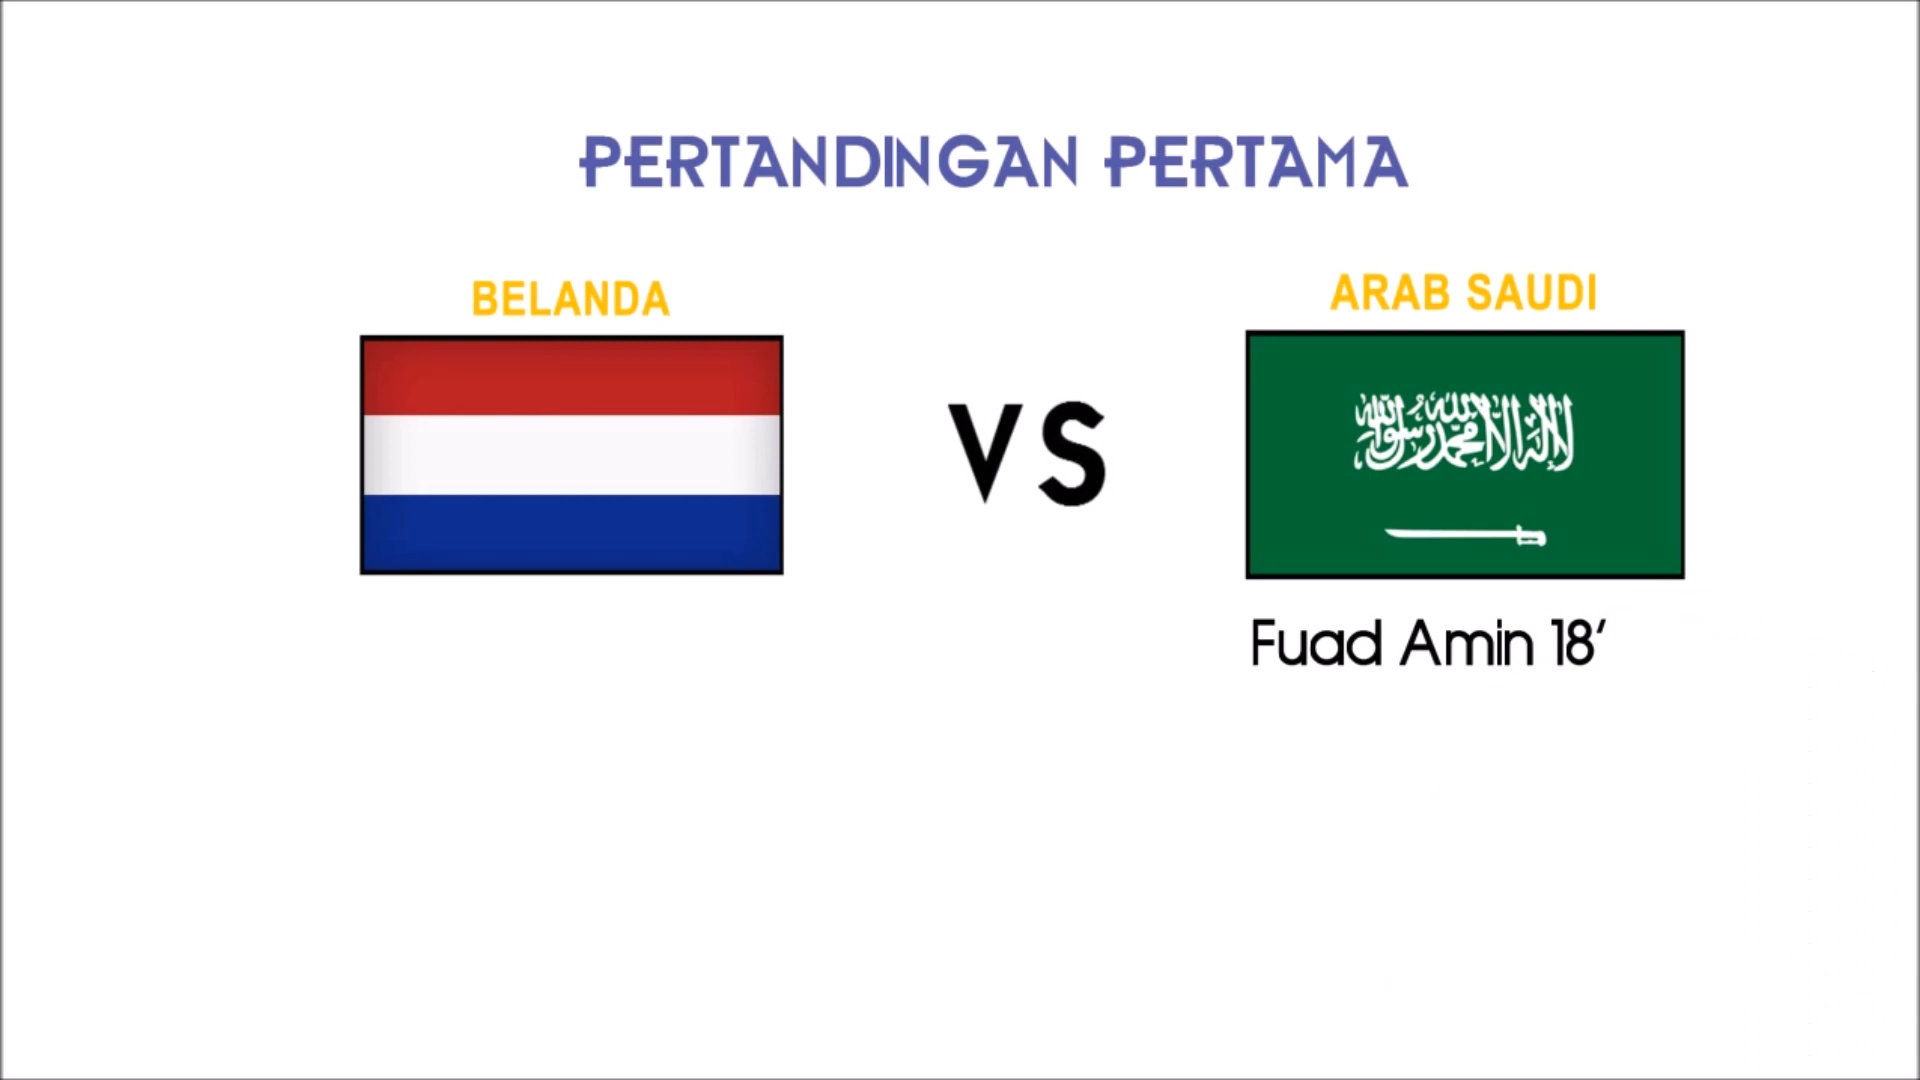 PERTANDINGAN PERTAMA
BELANDA
ARAB SAUDI
VS
لا إله إلا الله محمد رسول الله
Fuad Amin 18'